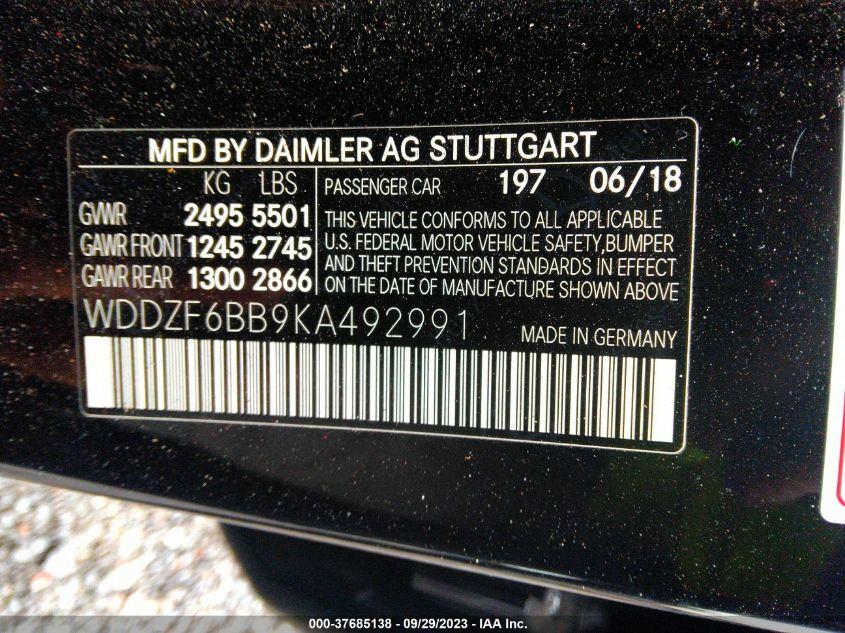 MFD BY DAIMLER AG STUTTGART
KG LBS PASSENGER CAR 197 06/18
GVWR 2495 5501 THIS VEHICLE CONFORMS TO ALL APPLICABLE
GAWR FRONT 1245 2745 U.S. FEDERAL MOTOR VEHICLE SAFETY,BUMPER
GAWR REAR 1300 2866 AND THEFT PREVENTION STANDARDS IN EFFECT
ON THE DATE OF MANUFACTURE SHOWN ABOVE
WDDZF6BB9KA492991 MADE IN GERMANY
000-37685138 - 09/29/2023 - IAA Inc.